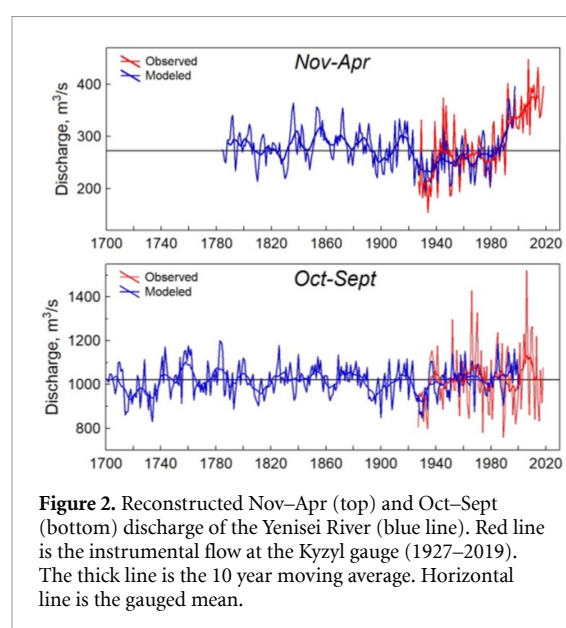 Observed
Modeled
Nov-Apr
Discharge, m³/s
400
300
200
1700 1740 1780 1820 1860 1900 1940 1980 2020
Observed
Modeled
Oct-Sept
Discharge, m³/s
1400
1200
1000
800
1700 1740 1780 1820 1860 1900 1940 1980 2020
Figure 2. Reconstructed Nov–Apr (top) and Oct–Sept
(bottom) discharge of the Yenisei River (blue line). Red line
is the instrumental flow at the Kyzyl gauge (1927–2019).
The thick line is the 10 year moving average. Horizontal
line is the gauged mean.